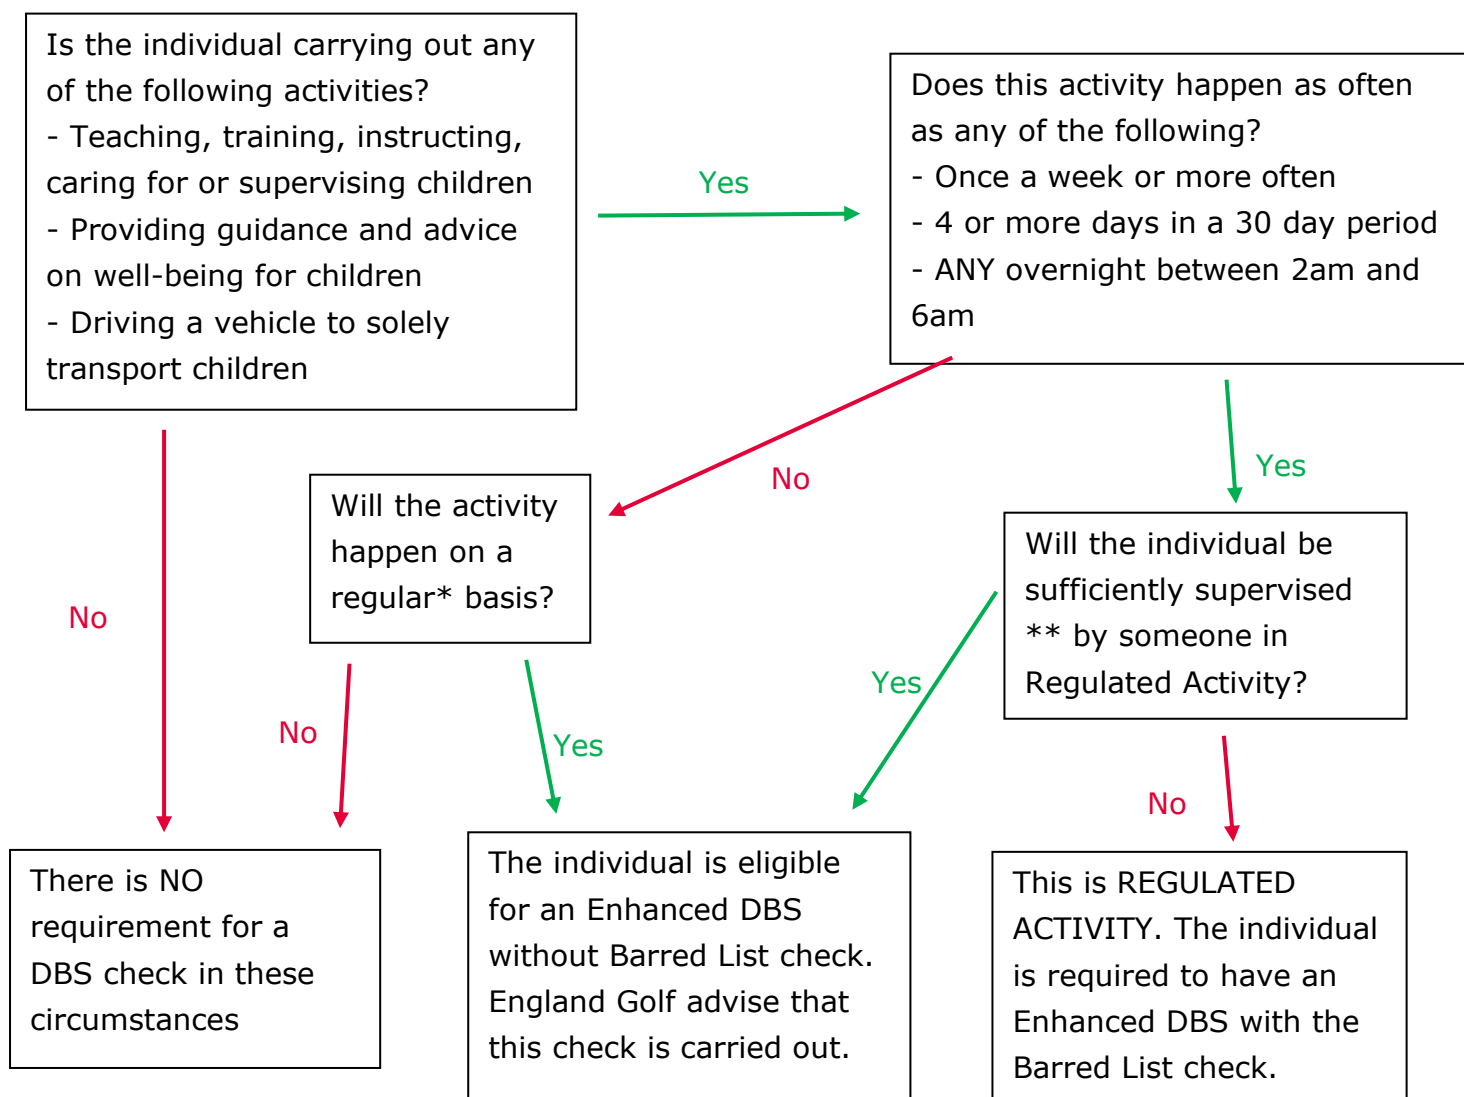 Is the individual carrying out any
of the following activities?
- Teaching, training, instructing,
caring for or supervising children
- Providing guidance and advice
on well-being for children
- Driving a vehicle to solely
transport children
Yes
Does this activity happen as often
as any of the following?
- Once a week or more often
- 4 or more days in a 30 day period
- ANY overnight between 2am and
6am
No
Yes
Will the activity
happen on a
regular* basis?
Will the individual be
sufficiently supervised
** by someone in
Regulated Activity?
No
No
Yes
Yes
No
There is NO
requirement for a
DBS check in these
circumstances
The individual is eligible
for an Enhanced DBS
without Barred List check.
England Golf advise that
this check is carried out.
This is REGULATED
ACTIVITY. The individual
is required to have an
Enhanced DBS with the
Barred List check.